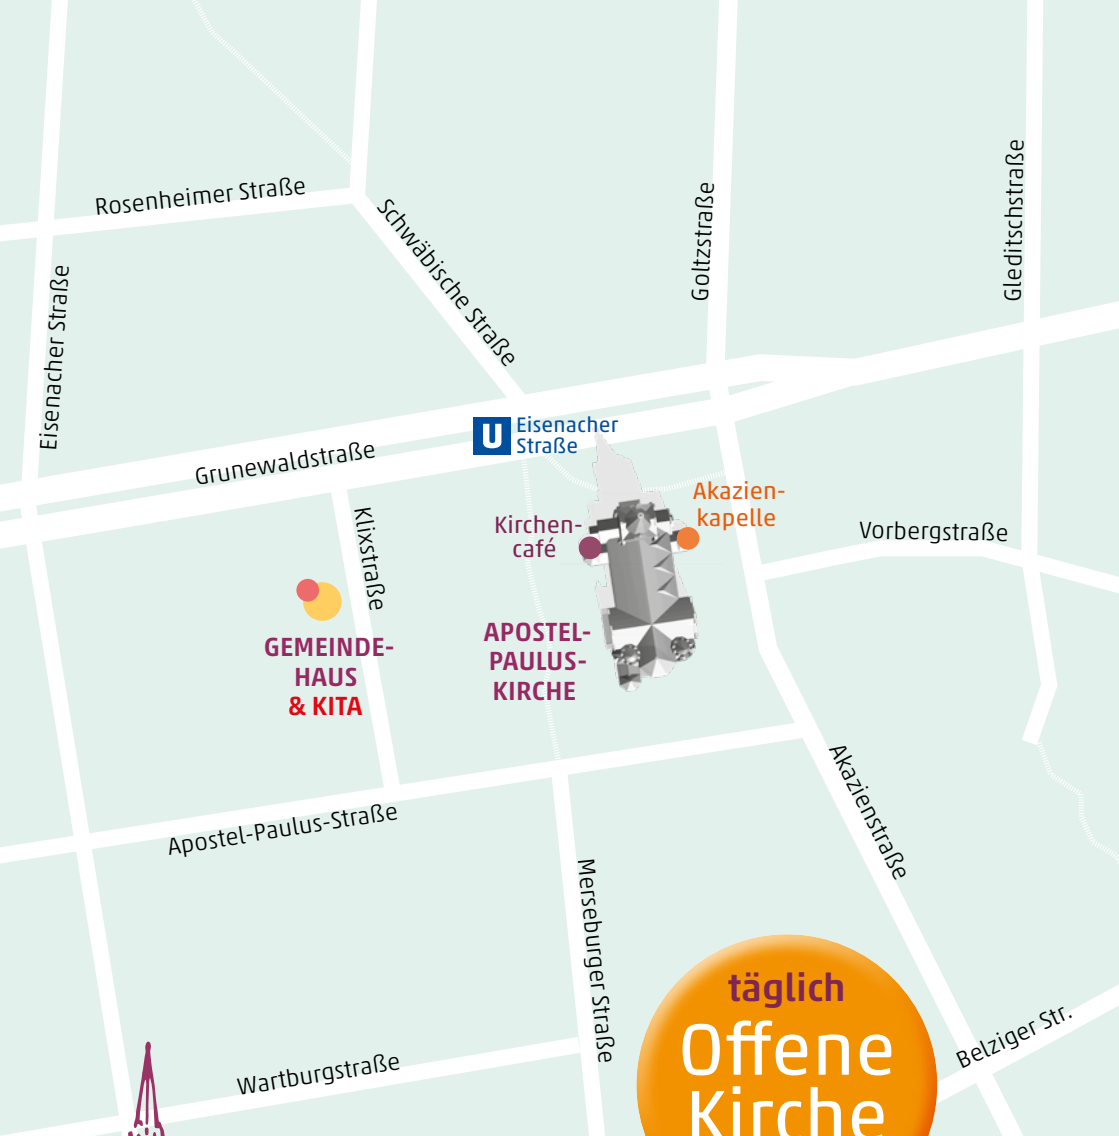 Rosenheimer Straße
Schwäbische Straße
Goltzstraße
Gleditschstraße
Eisenacher Straße
U Eisenacher
Straße
Grunewaldstraße
Klixstraße
Kirchen-
café
Akazien-
kapelle
Vorbergstraße
GEMEINDE-
HAUS
& KITA
APOSTEL-
PAULUS-
KIRCHE
Akazienstraße
Apostel-Paulus-Straße
Merseburger Straße
täglich
Offene
Kirche
Belziger Str.
Wartburgstraße